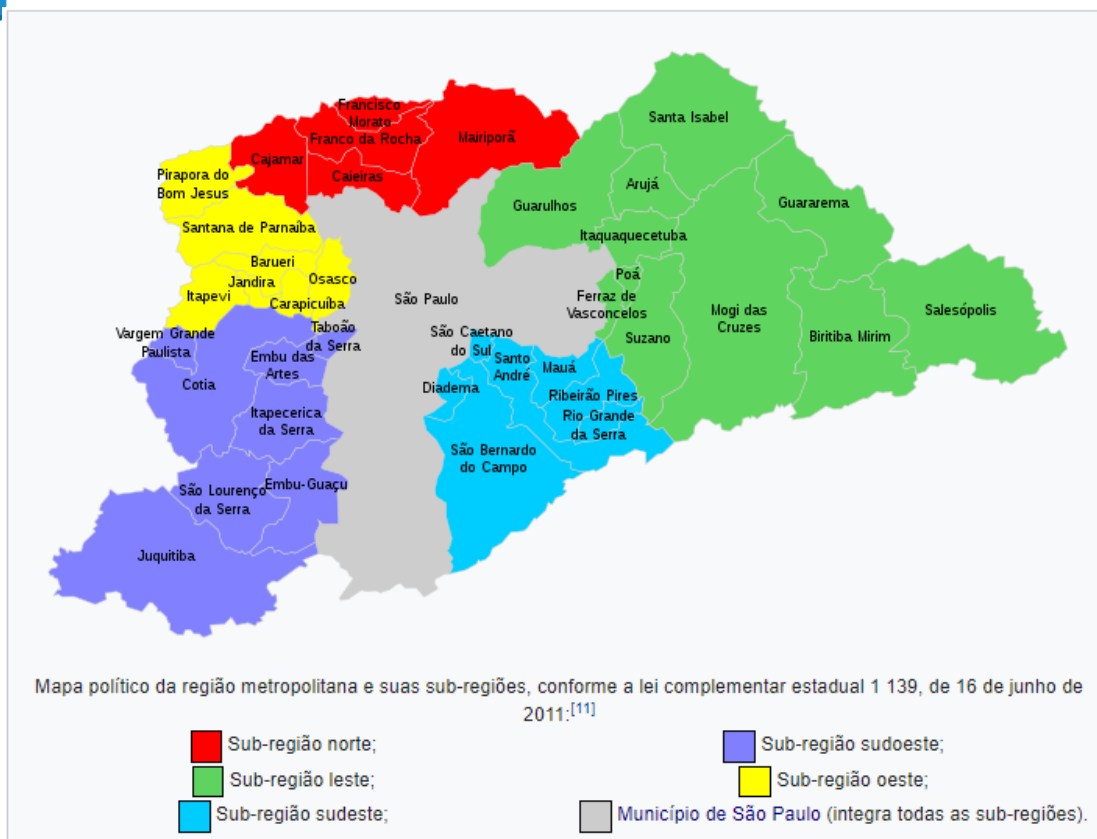 Francisco
Morato
Franco da Rocha
Mairiporã
Cajamar
Caieiras
Santa Isabel
Pirapora do
Bom Jesus
Arujá
Guararema
Guarulhos
Santana de Parnaíba
Itaquaquecetuba
Barueri
Osasco
Jandira
Poá
Itapevi
Carapicuíba
São Paulo
Ferraz de
Vasconcelos
Mogi das
Cruzes
Salesópolis
Biritiba Mirim
Suzano
Vargem Grande
Paulista
Taboão
da Serra
São Caetano
do Sul
Embu das
Artes
Santo
André
Mauá
Cotia
Diadema
Ribeirão Pires
Itapecerica
da Serra
Rio Grande
da Serra
São Bernardo
do Campo
São Lourenço
da Serra
Embu-Guaçu
Juquitiba
Mapa político da região metropolitana e suas sub-regiões, conforme a lei complementar estadual 1 139, de 16 de junho de
2011:[11]
Sub-região norte;
Sub-região sudoeste;
Sub-região leste;
Sub-região oeste;
Sub-região sudeste;
Município de São Paulo (integra todas as sub-regiões).